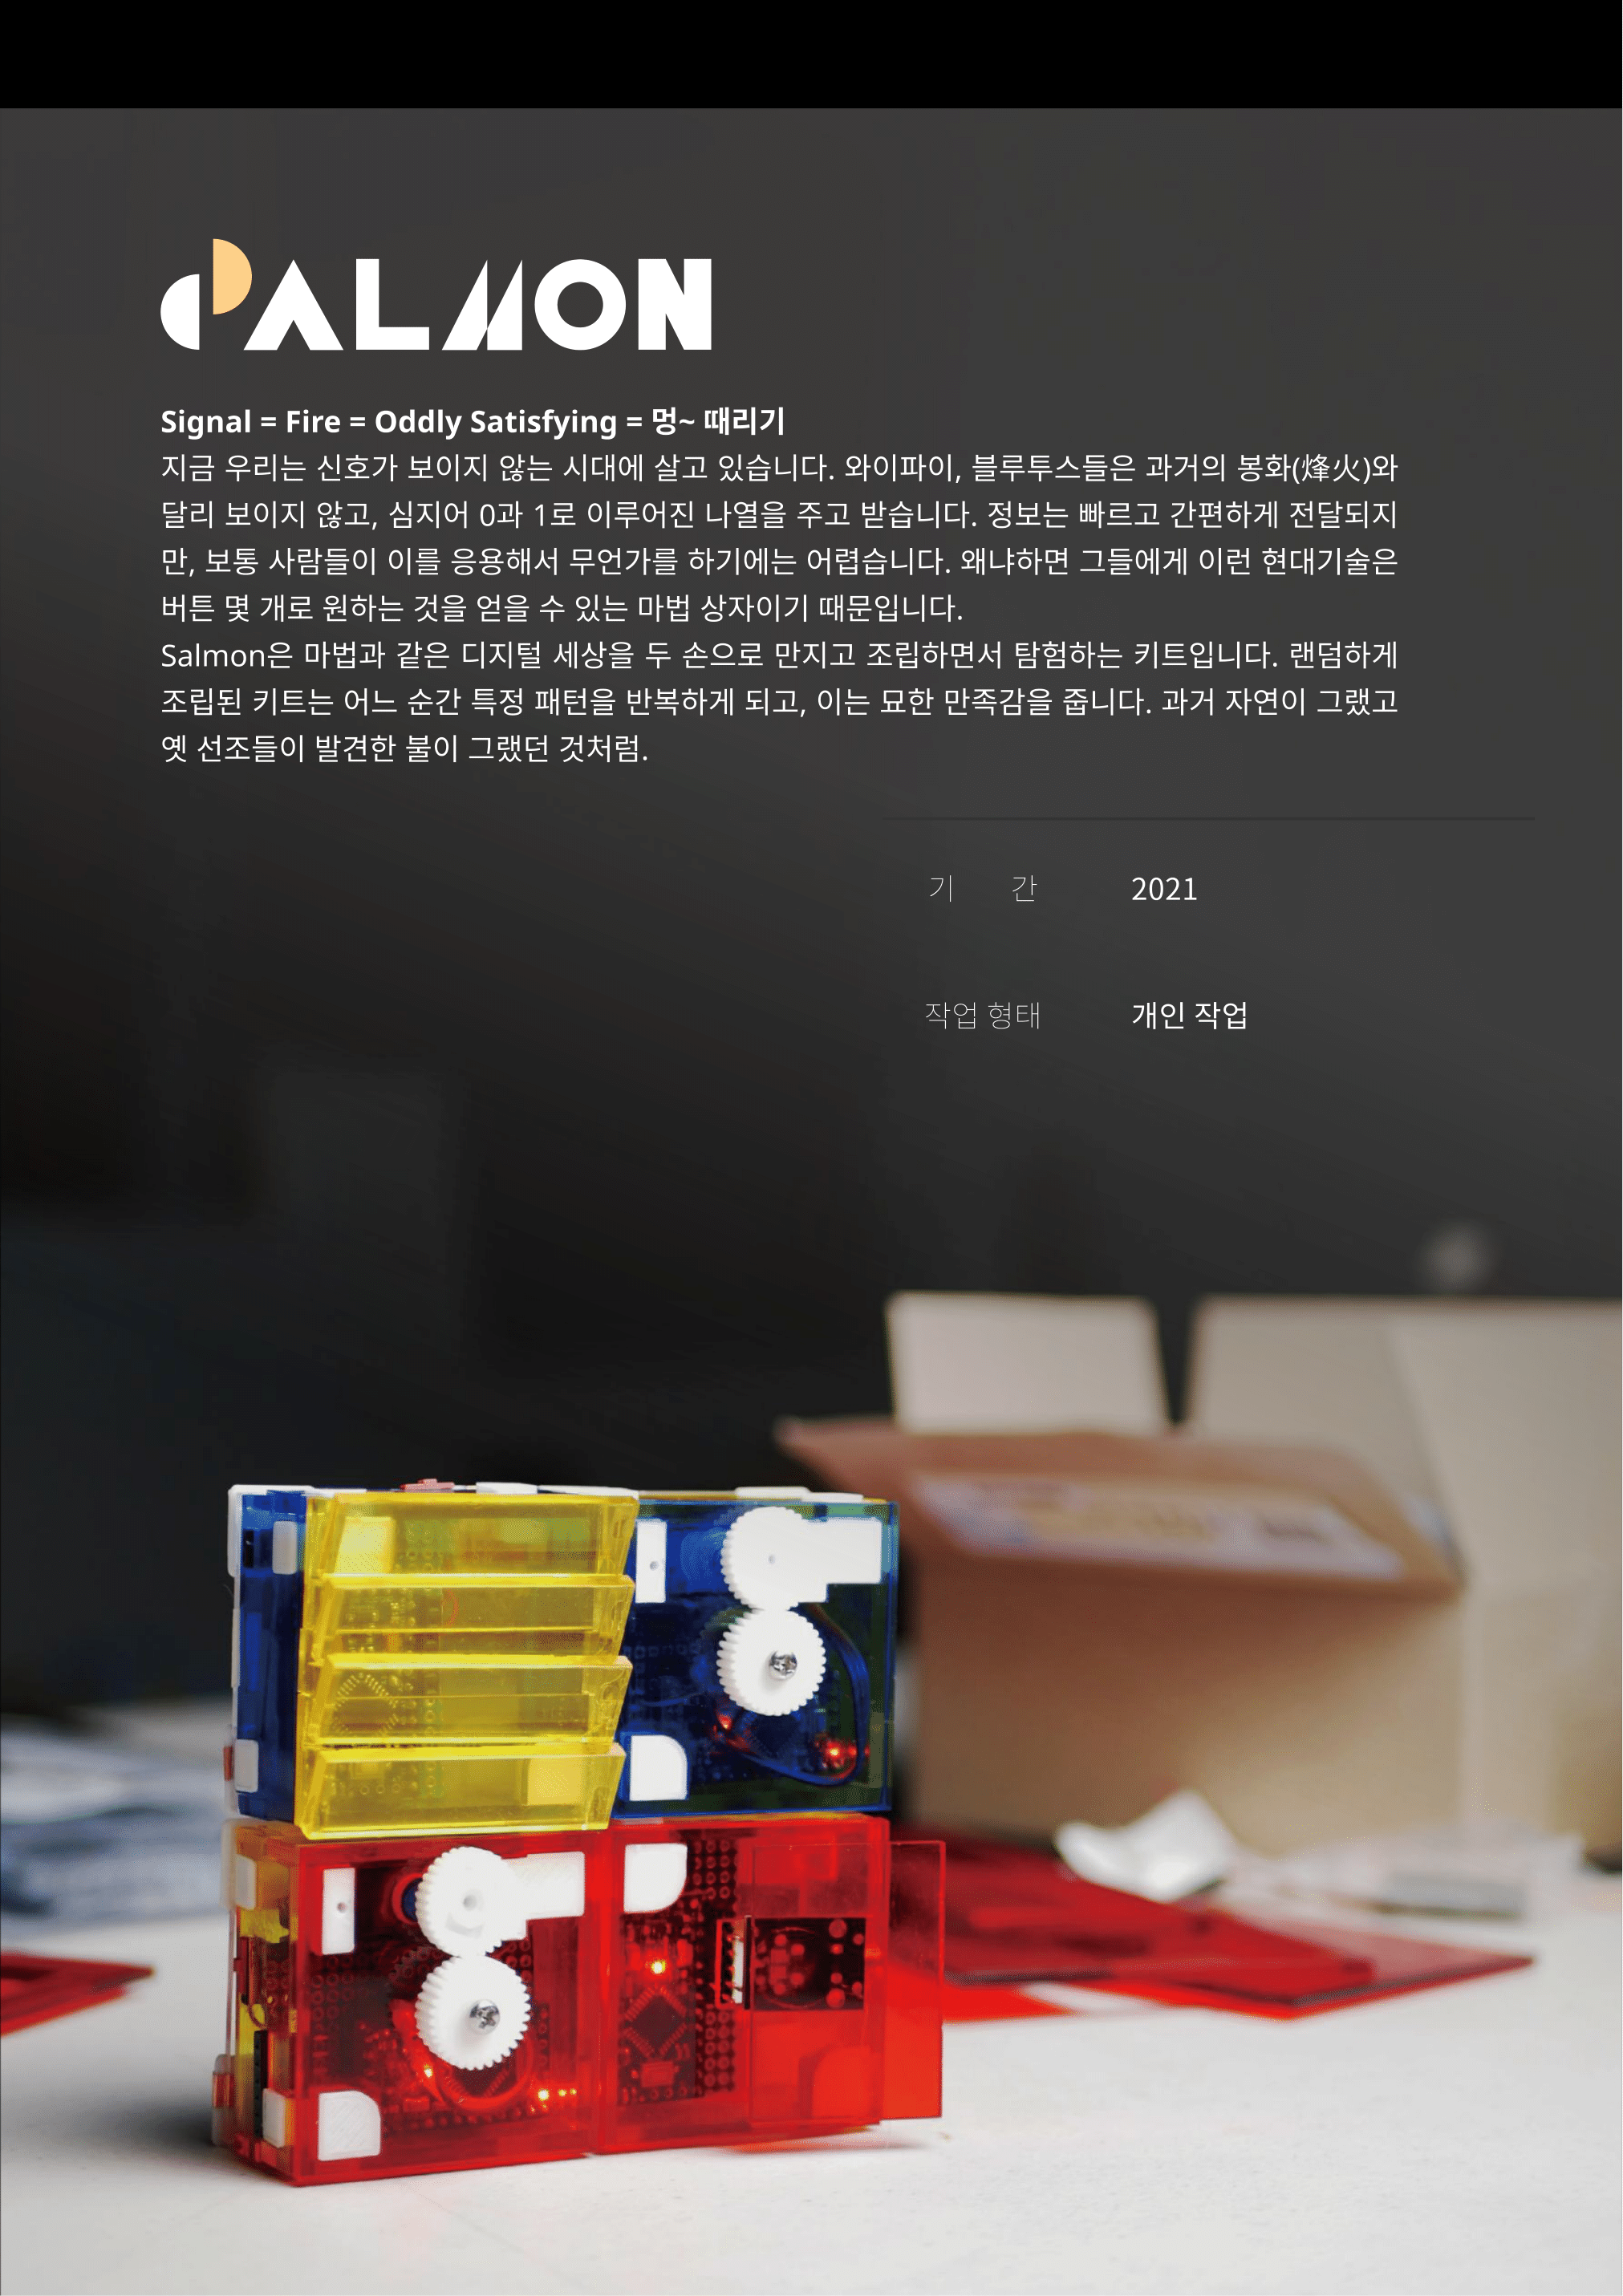 SALMON
Signal = Fire = Oddly Satisfying = 멍~ 때리기
지금 우리는 신호가 보이지 않는 시대에 살고 있습니다. 와이파이, 블루투스들은 과거의 봉화(烽火)와
달리 보이지 않고, 심지어 0과 1로 이루어진 나열을 주고 받습니다. 정보는 빠르고 간편하게 전달되지
만, 보통 사람들이 이를 응용해서 무언가를 하기에는 어렵습니다. 왜냐하면 그들에게 이런 현대기술은
버튼 몇 개로 원하는 것을 얻을 수 있는 마법 상자이기 때문입니다.
Salmon은 마법과 같은 디지털 세상을 두 손으로 만지고 조립하면서 탐험하는 키트입니다. 랜덤하게
조립된 키트는 어느 순간 특정 패턴을 반복하게 되고, 이는 묘한 만족감을 줍니다. 과거 자연이 그랬고
옛 선조들이 발견한 불이 그랬던 것처럼.
기 간 2021
작업 형태 개인 작업